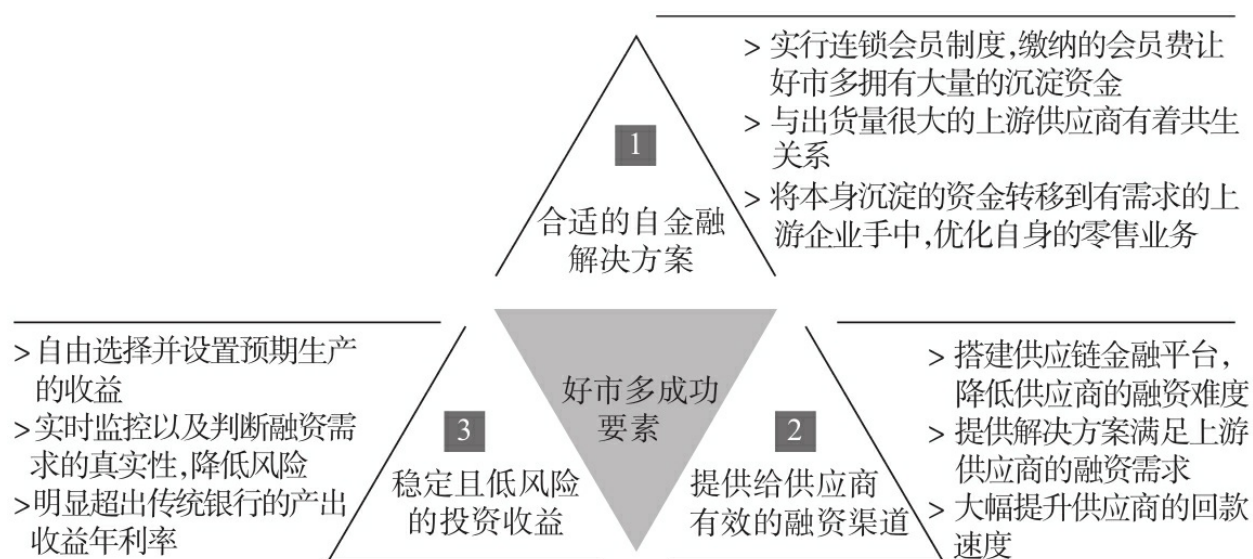 > 实行连锁会员制度,缴纳的会员费让
好市多拥有大量的沉淀资金
> 与出货量很大的上游供应商有着共生
关系
> 将本身沉淀的资金转移到有需求的上
游企业手中,优化自身的零售业务
1
合适的自金融
解决方案
好市多成功
要素
> 自由选择并设置预期生产
的收益
>实时监控以及判断融资需
求的真实性,降低风险
>明显超出传统银行的产出
收益年利率
3
稳定且低风险
的投资收益
2
提供给供应商
有效的融资渠道
> 搭建供应链金融平台,
降低供应商的融资难度
> 提供解决方案满足上游
供应商的融资需求
> 大幅提升供应商的回款
速度